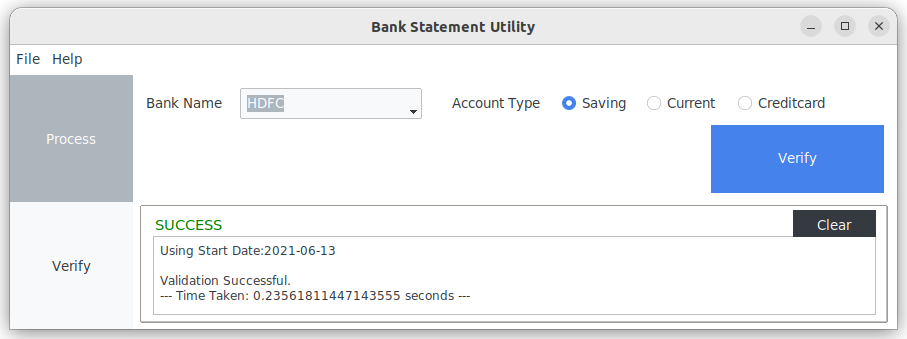 Bank Statement Utility
File Help
Process
Bank Name HDFC Account Type Saving Current Creditcard
Verify
Verify
SUCCESS Clear
Using Start Date:2021-06-13
Validation Successful.
--- Time Taken: 0.23561811447143555 seconds ---